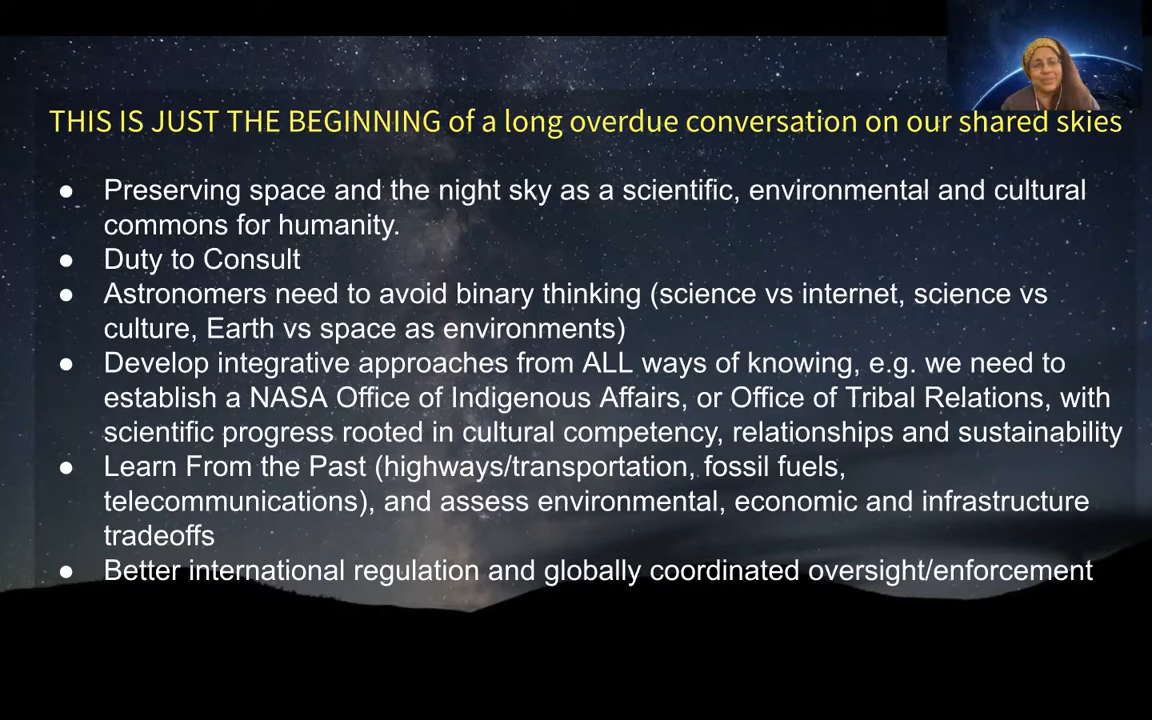 THIS IS JUST THE BEGINNING of a long overdue conversation on our shared skies
● Preserving space and the night sky as a scientific, environmental and cultural
commons for humanity.
● Duty to Consult
● Astronomers need to avoid binary thinking (science vs internet, science vs
culture, Earth vs space as environments)
● Develop integrative approaches from ALL ways of knowing, e.g. we need to
establish a NASA Office of Indigenous Affairs, or Office of Tribal Relations, with
scientific progress rooted in cultural competency, relationships and sustainability
● Learn From the Past (highways/transportation, fossil fuels,
telecommunications), and assess environmental, economic and infrastructure
tradeoffs
● Better international regulation and globally coordinated oversight/enforcement